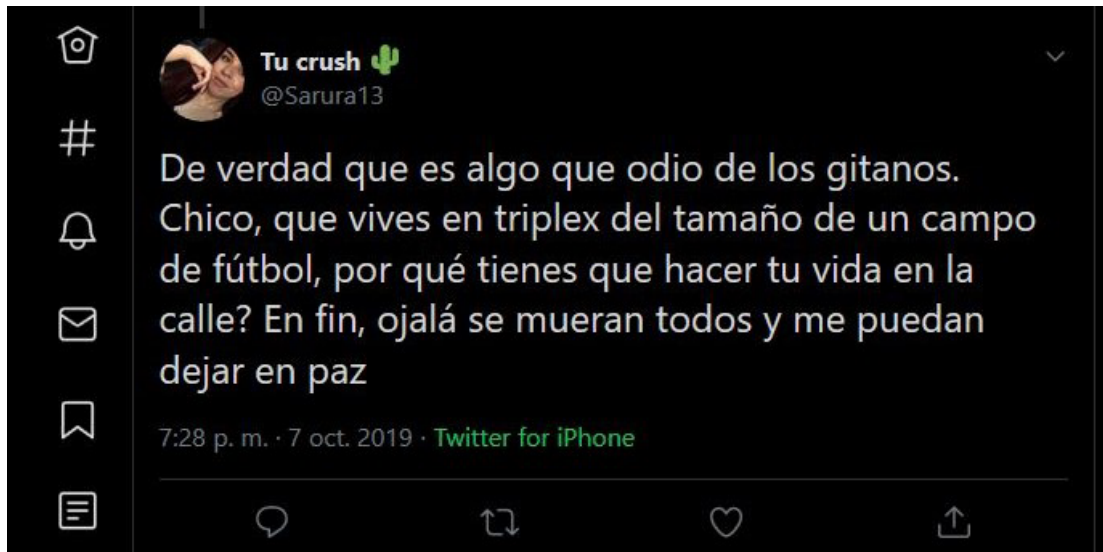 Tu crush 🌵
@Sarura13
De verdad que es algo que odio de los gitanos.
Chico, que vives en triplex del tamaño de un campo
de fútbol, por qué tienes que hacer tu vida en la
calle? En fin, ojalá se mueran todos y me puedan
dejar en paz
7:28 p. m. · 7 oct. 2019 · Twitter for iPhone